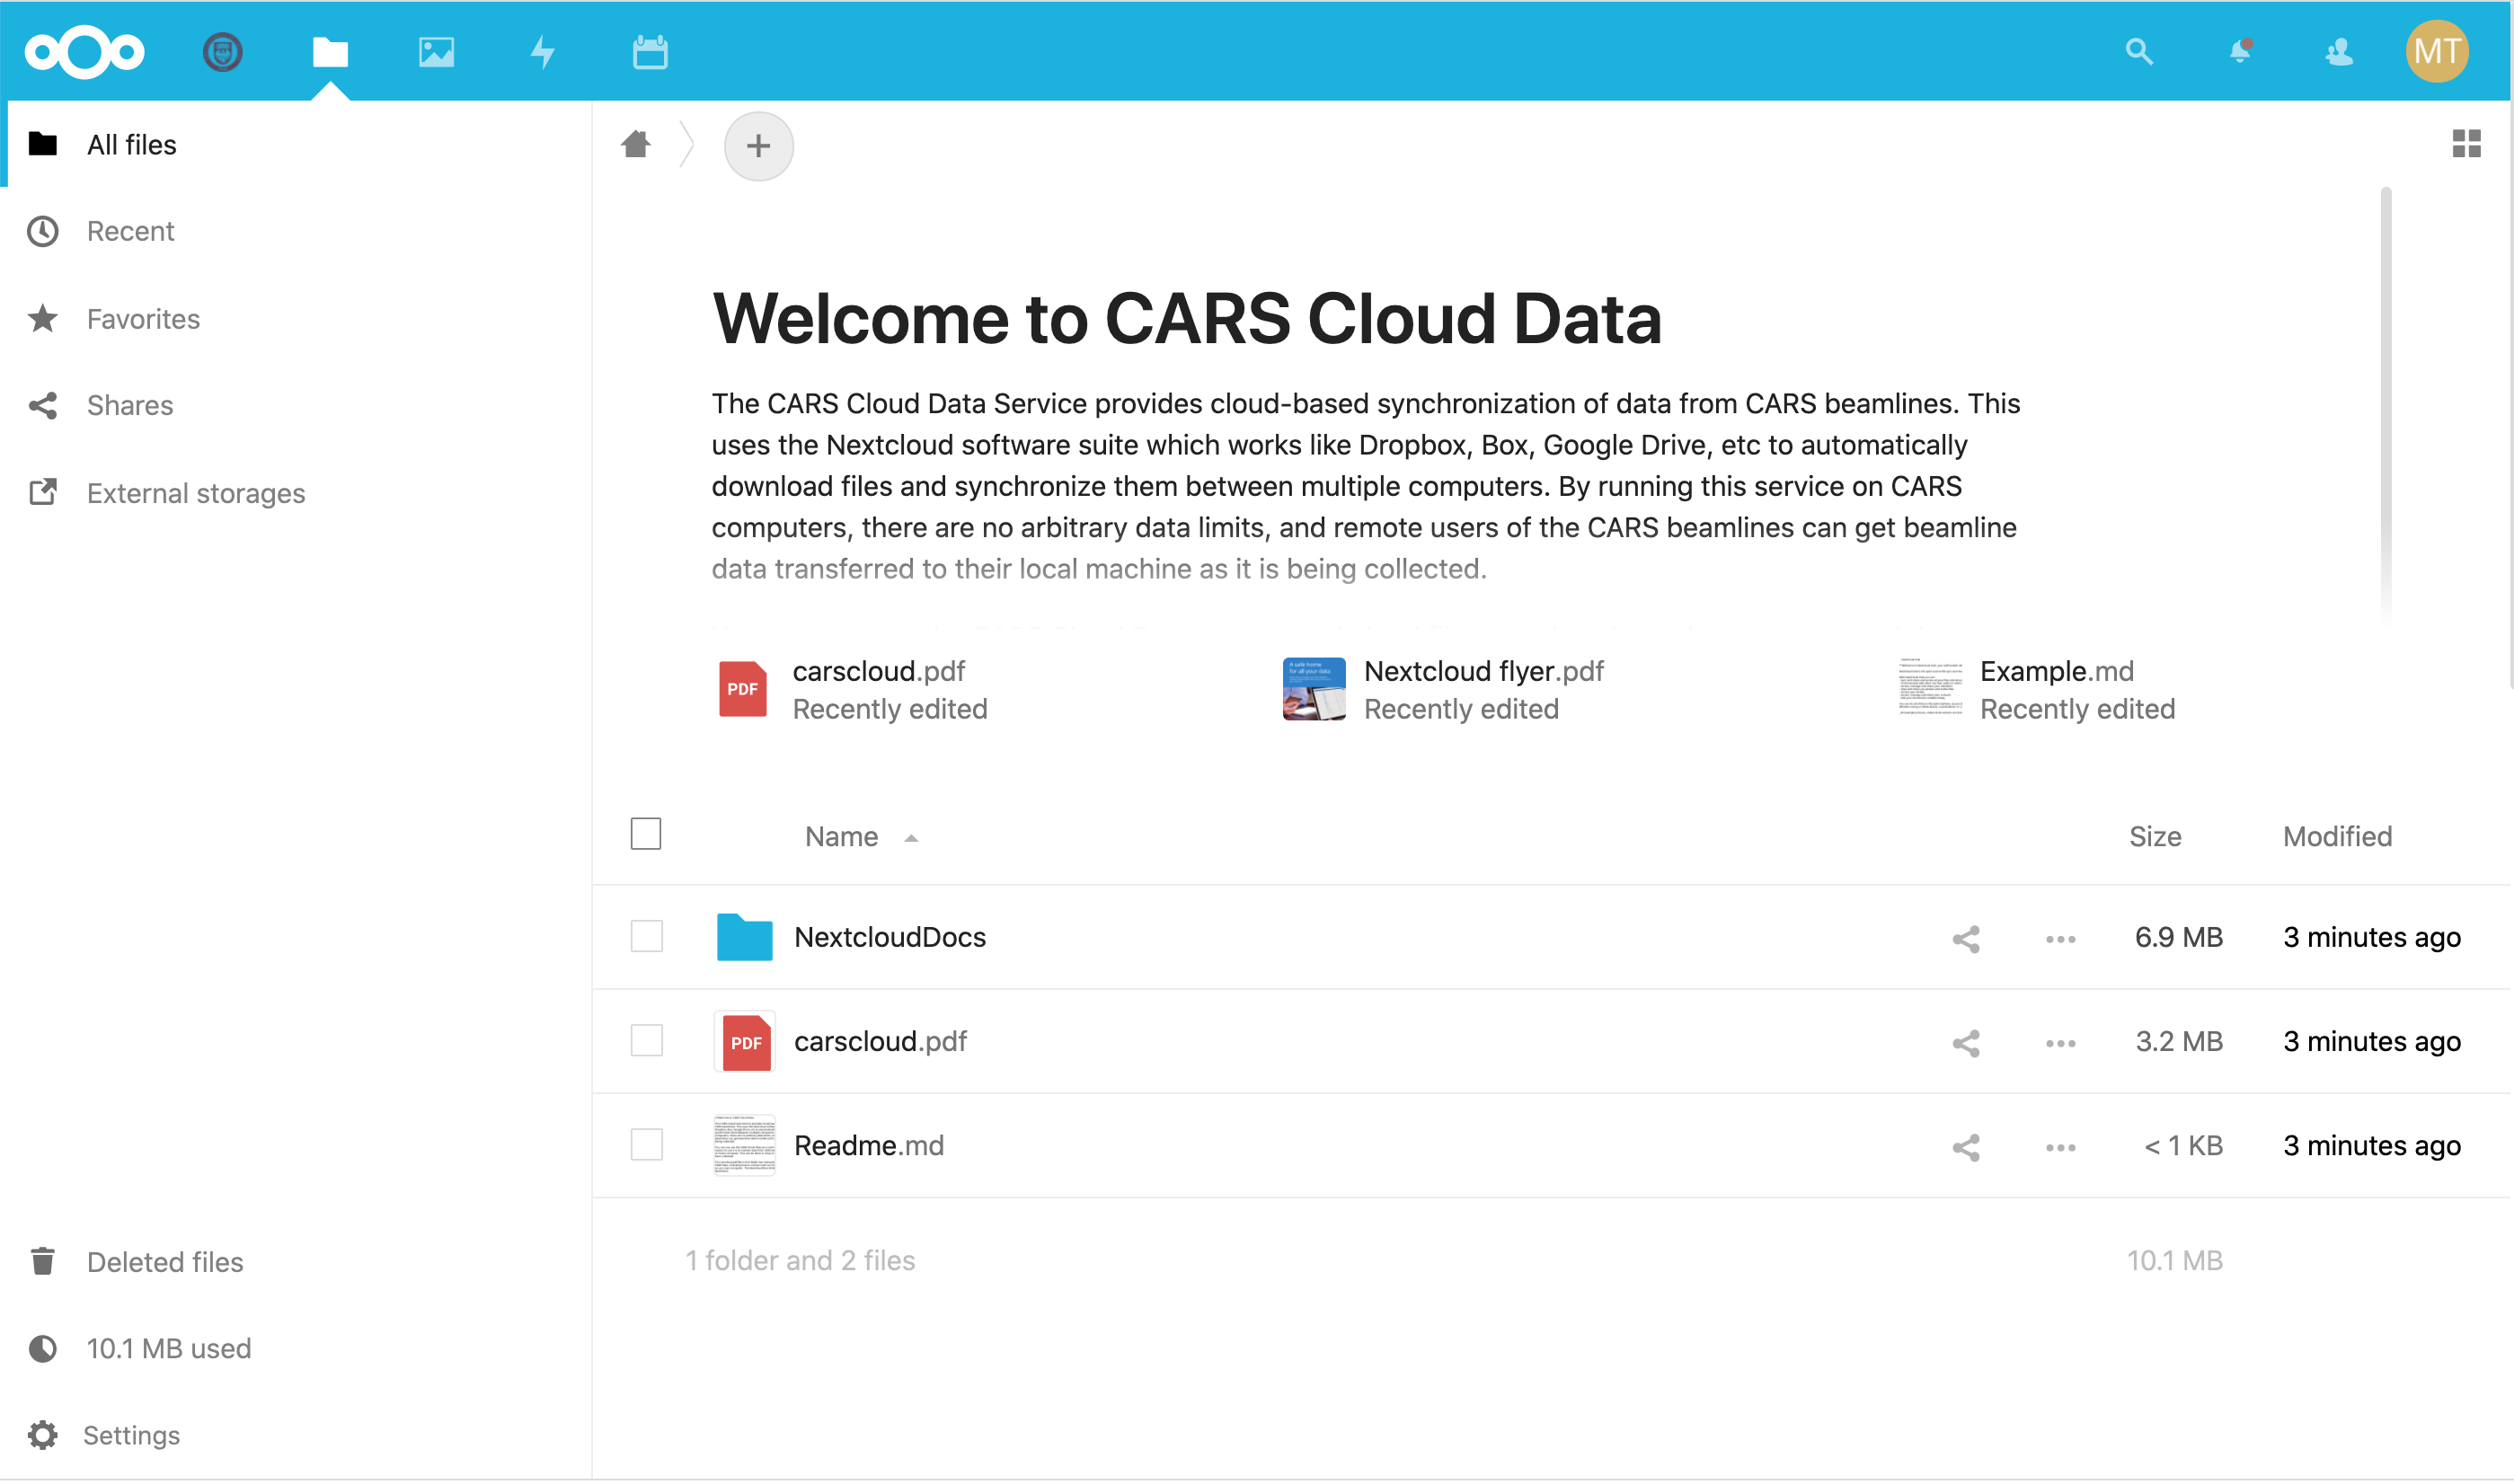 MT
All files
Recent
Favorites
Shares
External storages
Welcome to CARS Cloud Data
The CARS Cloud Data Service provides cloud-based synchronization of data from CARS beamlines. This
uses the Nextcloud software suite which works like Dropbox, Box, Google Drive, etc to automatically
download files and synchronize them between multiple computers. By running this service on CARS
computers, there are no arbitrary data limits, and remote users of the CARS beamlines can get beamline
data transferred to their local machine as it is being collected.
PDF
carscloud.pdf
Recently edited
A safe home
for all your data
Nextcloud flyer.pdf
Recently edited
Example.md
Recently edited
Name
Size
Modified
NextcloudDocs
6.9 MB
3 minutes ago
PDF
carscloud.pdf
3.2 MB
3 minutes ago
Readme.md
< 1 KB
3 minutes ago
1 folder and 2 files
10.1 MB
Deleted files
10.1 MB used
Settings